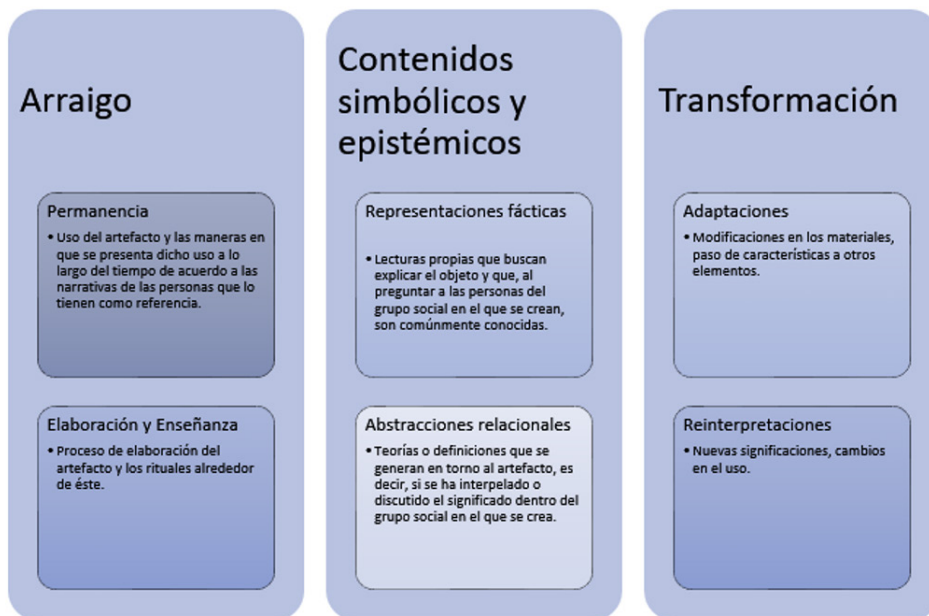 Arraigo
Permanencia
• Uso del artefacto y las maneras en
que se presenta dicho uso a lo
largo del tiempo de acuerdo a las
narrativas de las personas que lo
tienen como referencia.
Elaboración y Enseñanza
• Proceso de elaboración del
artefacto y los rituales alrededor
de éste.
Contenidos
simbólicos y
epistémicos
Representaciones fácticas
• Lecturas propias que buscan
explicar el objeto y que, al
preguntar a las personas del
grupo social en el que se crean,
son comúnmente conocidas.
Abstracciones relacionales
• Teorías o definiciones que se
generan en torno al artefacto, es
decir, si se ha interpelado o
discutido el significado dentro del
grupo social en el que se crea.
Transformación
Adaptaciones
• Modificaciones en los materiales,
paso de características a otros
elementos.
Reinterpretaciones
• Nuevas significaciones, cambios
en el uso.